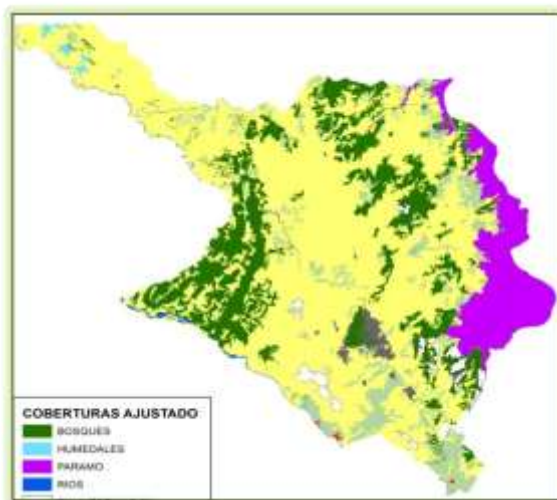 COBERTURAS AJUSTADO
BOSQUES
HUMEDALES
PARAMO
RIOS